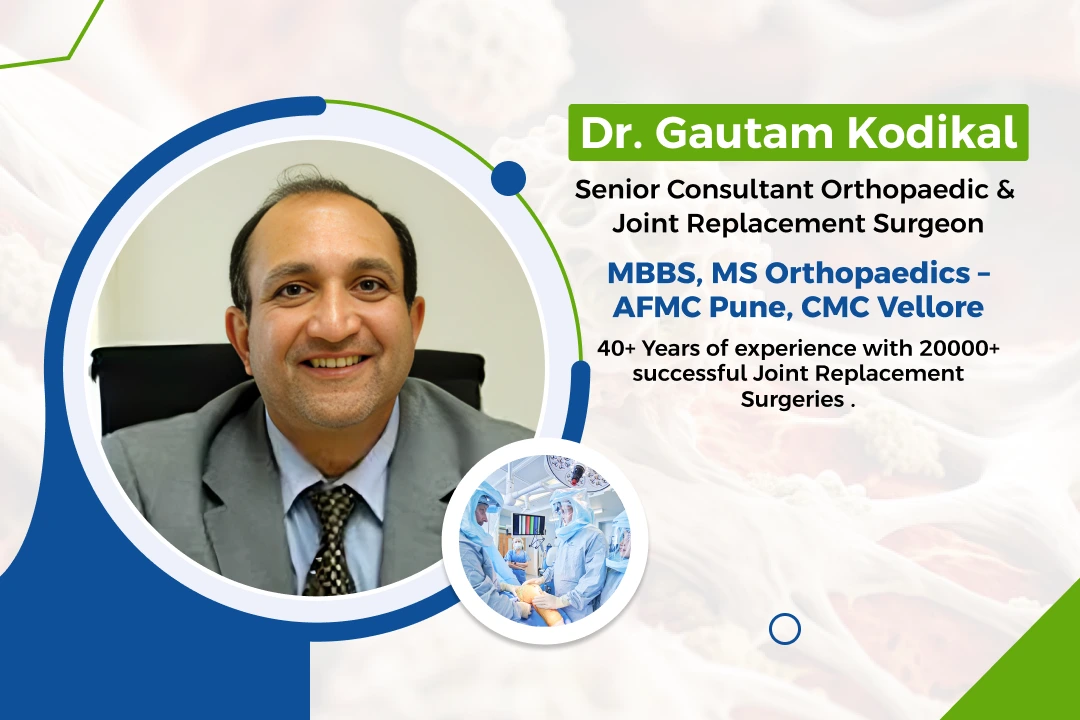 Dr. Gautam Kodikal
Senior Consultant Orthopaedic &
Joint Replacement Surgeon
MBBS, MS Orthopaedics –
AFMC Pune, CMC Vellore
40+ Years of experience with 20000+
successful Joint Replacement
Surgeries .